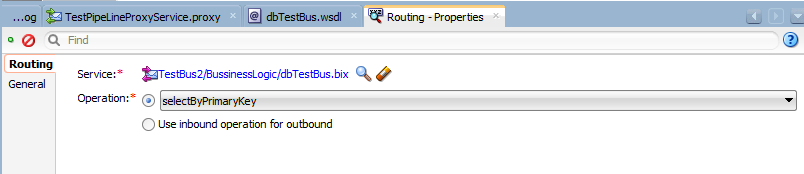 ...og TestPipeLineProxyService.proxy dbTestBus.wsdl Routing - Properties
Find
Routing
General
Service:* TestBus2/BussinessLogic/dbTestBus.bix
Operation:* selectByPrimaryKey
Use inbound operation for outbound